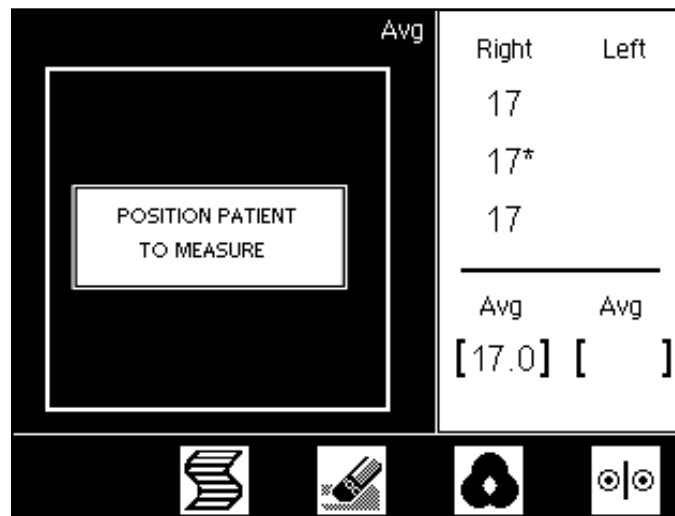 Avg
POSITION PATIENT
TO MEASURE
Right Left
17
17*
17
Avg Avg
[17.0] [ ]